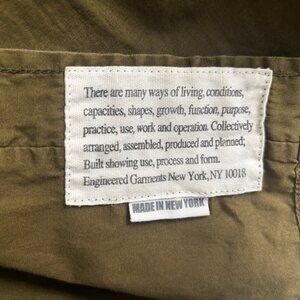 There are many ways of living, conditions,
capacities, shapes, growth, function, purpose,
practice, use, work and operation. Collectively
arranged, assembled, produced and planned;
Built showing use, process and form.
Engineered Garments New York, NY 10018
MADE IN NEW YORK